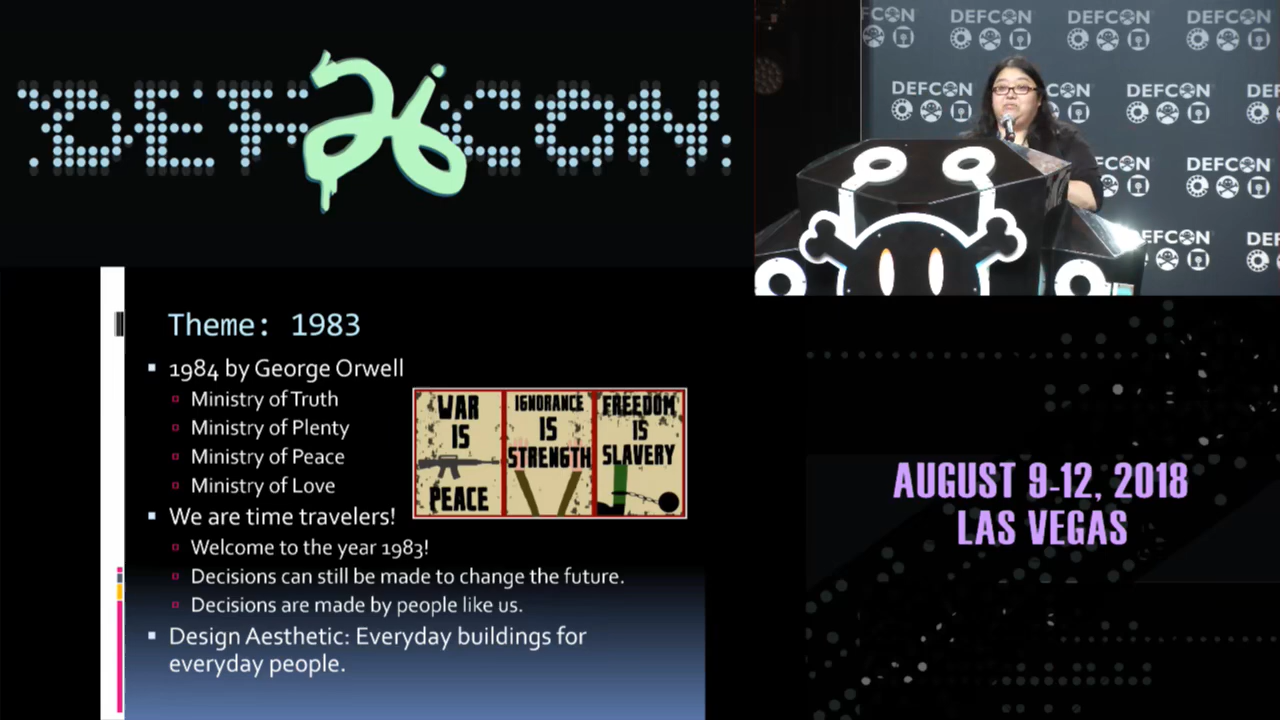 DEFCON
26
DEFCON DEFCON DEFCON
DEFCON DEFCON
DEFCON
DEFCON
Theme: 1983
1984 by George Orwell
Ministry of Truth
Ministry of Plenty
Ministry of Peace
Ministry of Love
WAR
IS
PEACE
IGNORANCE
IS
STRENGTH
FREEDOM
IS
SLAVERY
We are time travelers!
Welcome to the year 1983!
Decisions can still be made to change the future.
Decisions are made by people like us.
Design Aesthetic: Everyday buildings for
everyday people.
AUGUST 9-12, 2018
LAS VEGAS